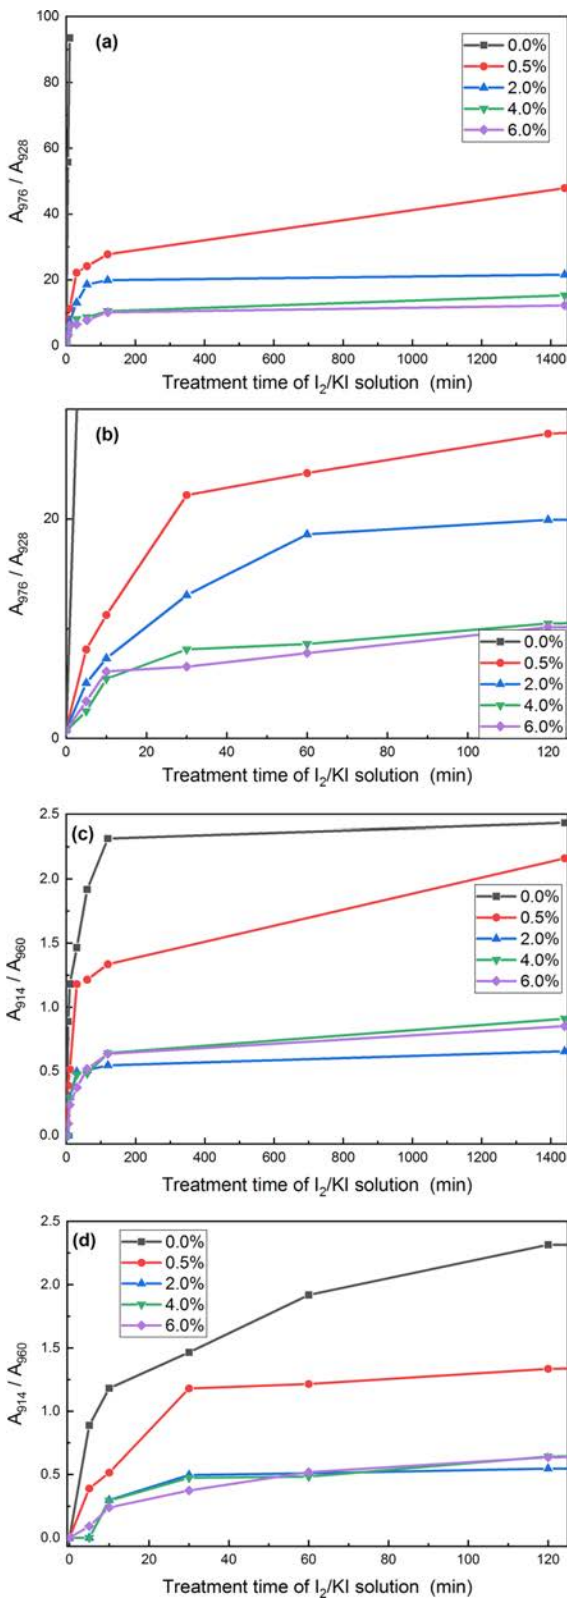 (a)
0.0%
0.5%
2.0%
4.0%
6.0%
A976 / A928
100
80
60
40
20
0
0 200 400 600 800 1000 1200 1400
Treatment time of I2/KI solution (min)
(b)
A976 / A928
20
0
0.0%
0.5%
2.0%
4.0%
6.0%
0 20 40 60 80 100 120
Treatment time of I2/KI solution (min)
(c)
A914 / A960
2.5
2.0
1.5
1.0
0.5
0.0
0.0%
0.5%
2.0%
4.0%
6.0%
0 200 400 600 800 1000 1200 1400
Treatment time of I2/KI solution (min)
(d)
0.0%
0.5%
2.0%
4.0%
6.0%
A914 / A960
2.5
2.0
1.5
1.0
0.5
0.0
0 20 40 60 80 100 120
Treatment time of I2/KI solution (min)